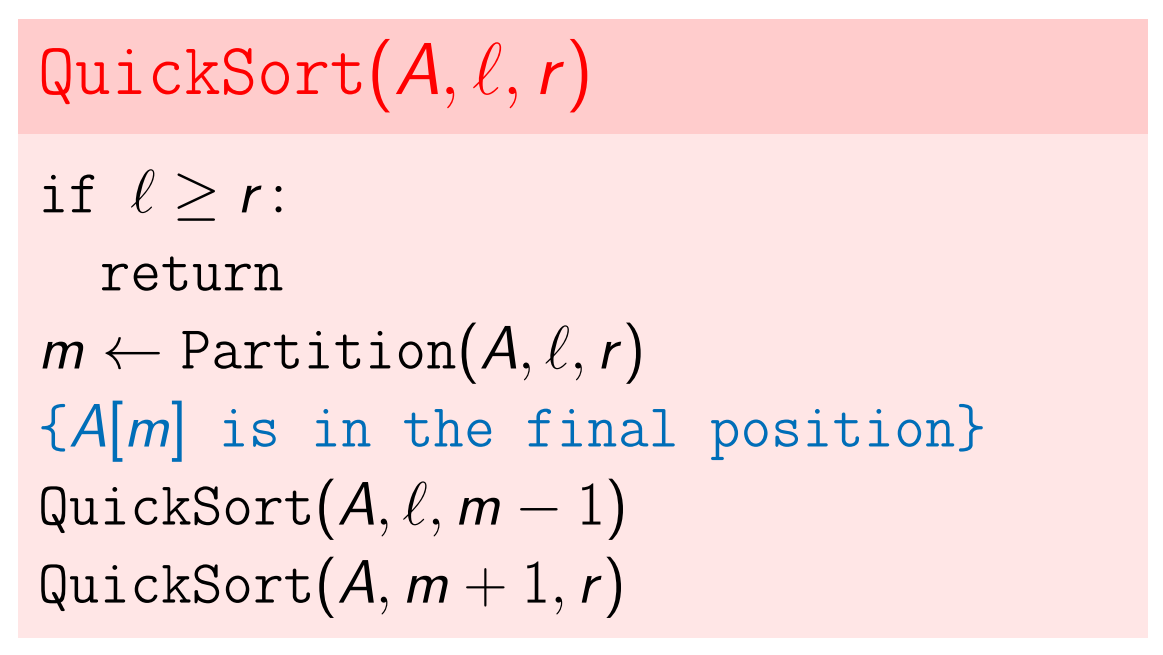 QuickSort(A, ℓ, r)
if ℓ ≥ r:
return
m ← Partition(A, ℓ, r)
{A[m] is in the final position}
QuickSort(A, ℓ, m − 1)
QuickSort(A, m + 1, r)